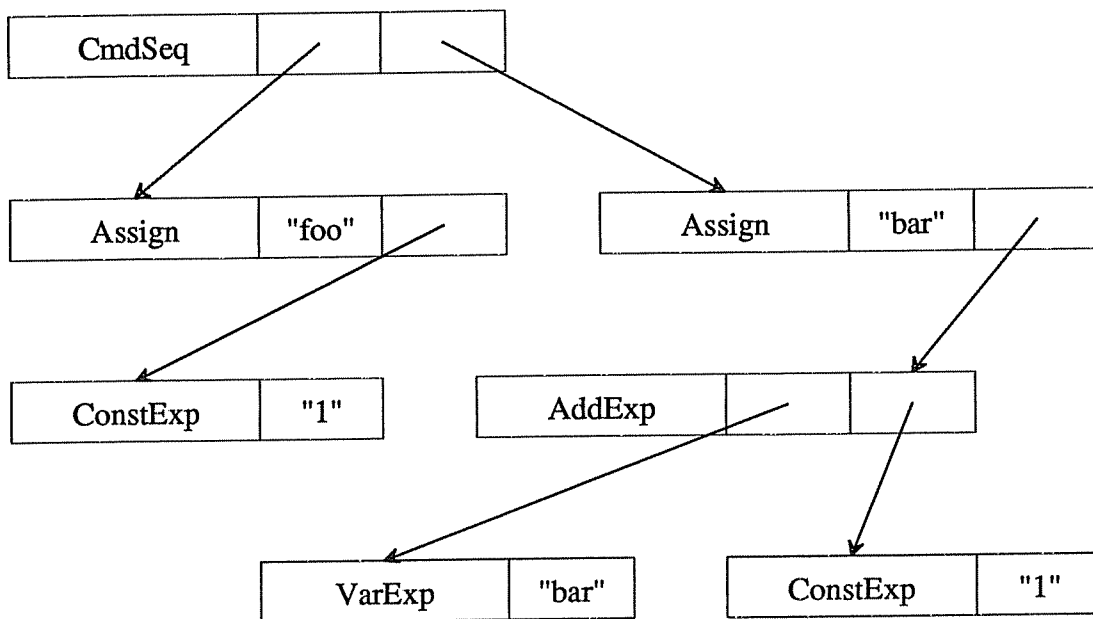 CmdSeq
Assign "foo"
Assign "bar"
ConstExp "1"
AddExp
VarExp "bar"
ConstExp "1"